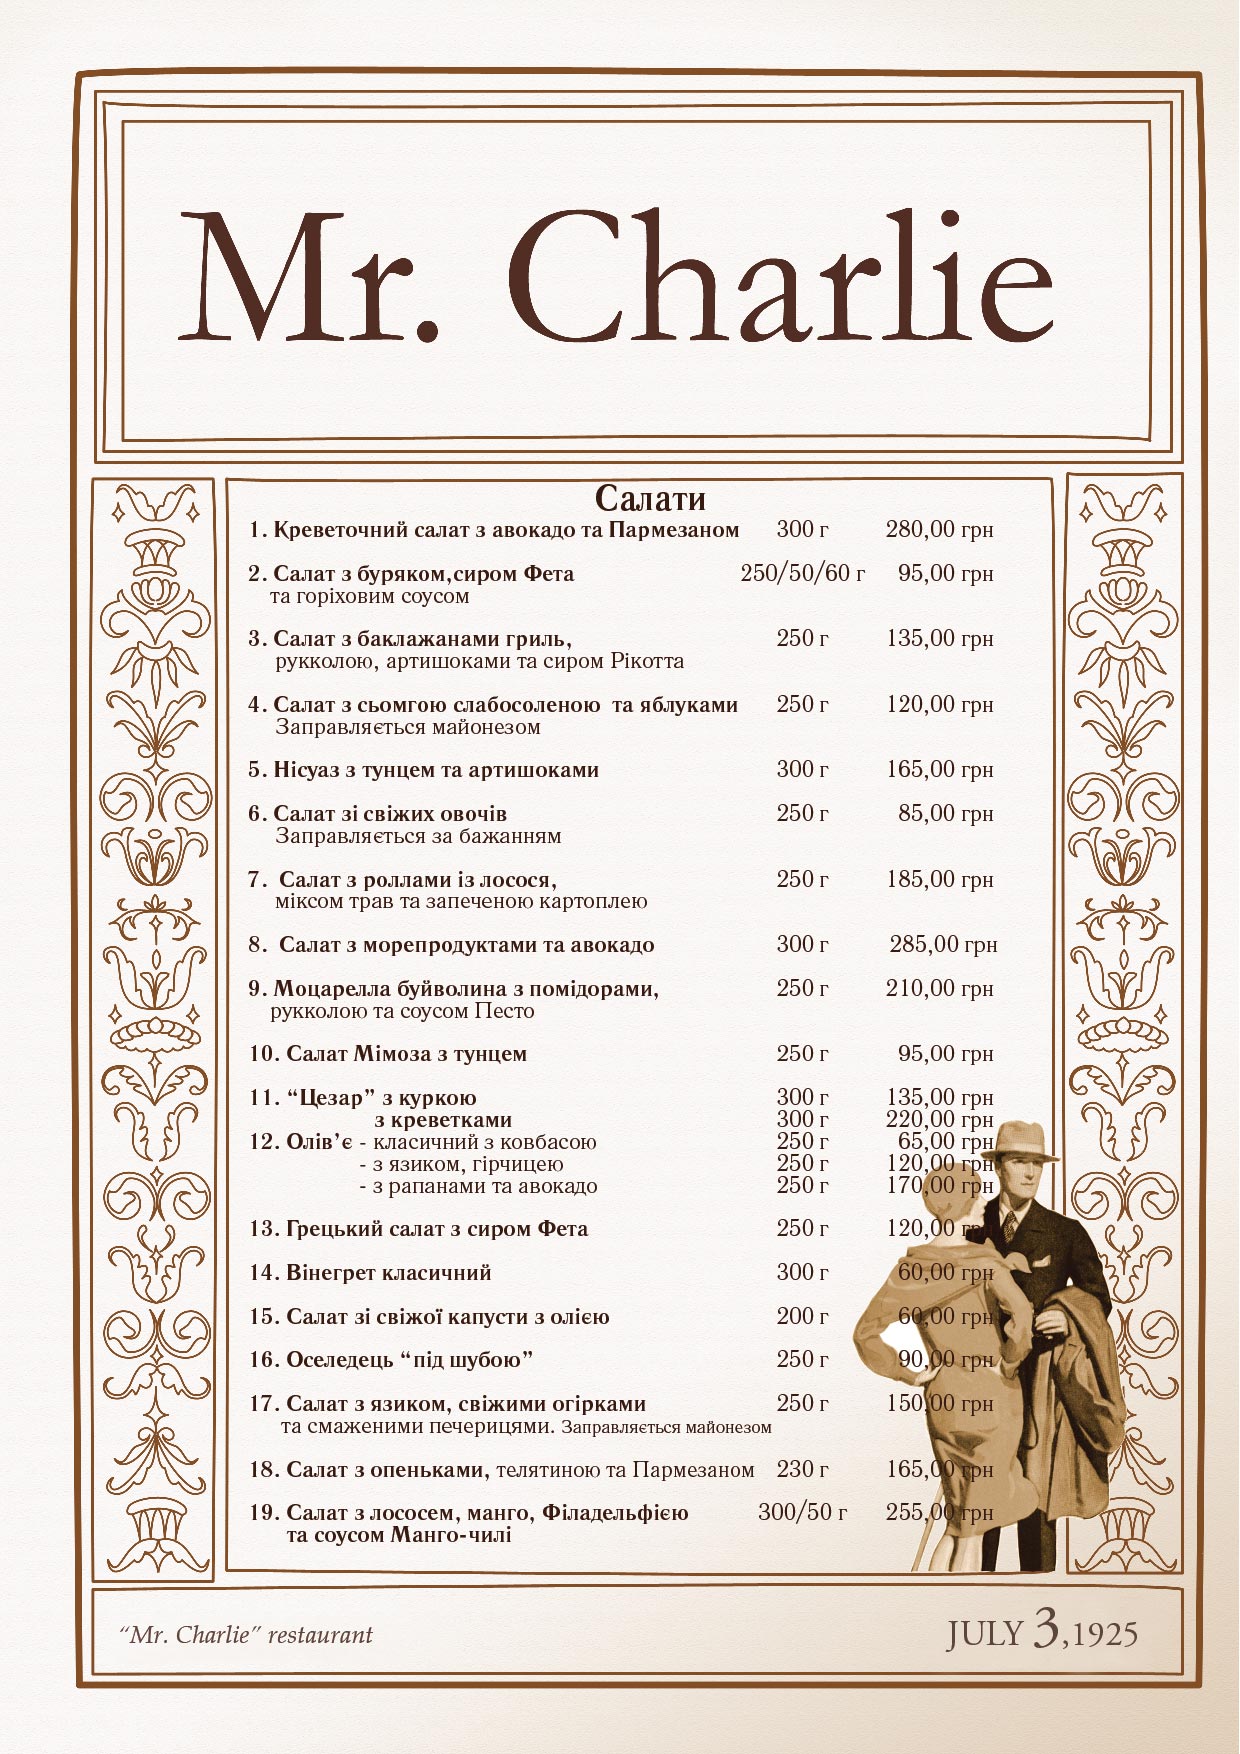 Mr. Charlie
Салати
1. Креветочний салат з авокадо та Пармезаном 300 г 280,00 грн
2. Салат з буряком,сиром Фета 250/50/60 г 95,00 грн
та горіховим соусом
3. Салат з баклажанами гриль, 250 г 135,00 грн
рукколою, артишоками та сиром Рікотта
4. Салат з сьомгою слабосоленою та яблуками 250 г 120,00 грн
Заправляється майонезом
5. Нісуаз з тунцем та артишоками 300 г 165,00 грн
6. Салат зі свіжих овочів 250 г 85,00 грн
Заправляється за бажанням
7. Салат з роллами із лосося, 250 г 185,00 грн
міксом трав та запеченою картоплею
8. Салат з морепродуктами та авокадо 300 г 285,00 грн
9. Моцарелла буйволина з помідорами, 250 г 210,00 грн
рукколою та соусом Песто
10. Салат Мімоза з тунцем 250 г 95,00 грн
11. “Цезар” з куркою 300 г 135,00 грн
з креветками 300 г 220,00 грн
12. Олів’є - класичний з ковбасою 250 г 65,00 грн
- з язиком, гірчицею 250 г 120,00 грн
- з рапанами та авокадо 250 г 170,00 грн
13. Грецький салат з сиром Фета 250 г 120,00 грн
14. Вінегрет класичний 300 г 60,00 грн
15. Салат зі свіжої капусти з олією 200 г 60,00 грн
16. Оселедець “під шубою” 250 г 90,00 грн
17. Салат з язиком, свіжими огірками 250 г 150,00 грн
та смаженими печерицями. Заправляється майонезом
18. Салат з опеньками, телятиною та Пармезаном 230 г 165,00 грн
19. Салат з лососем, манго, Філадельфією 300/50 г 255,00 грн
та соусом Манго-чилі
“Mr. Charlie” restaurant JULY 3,1925